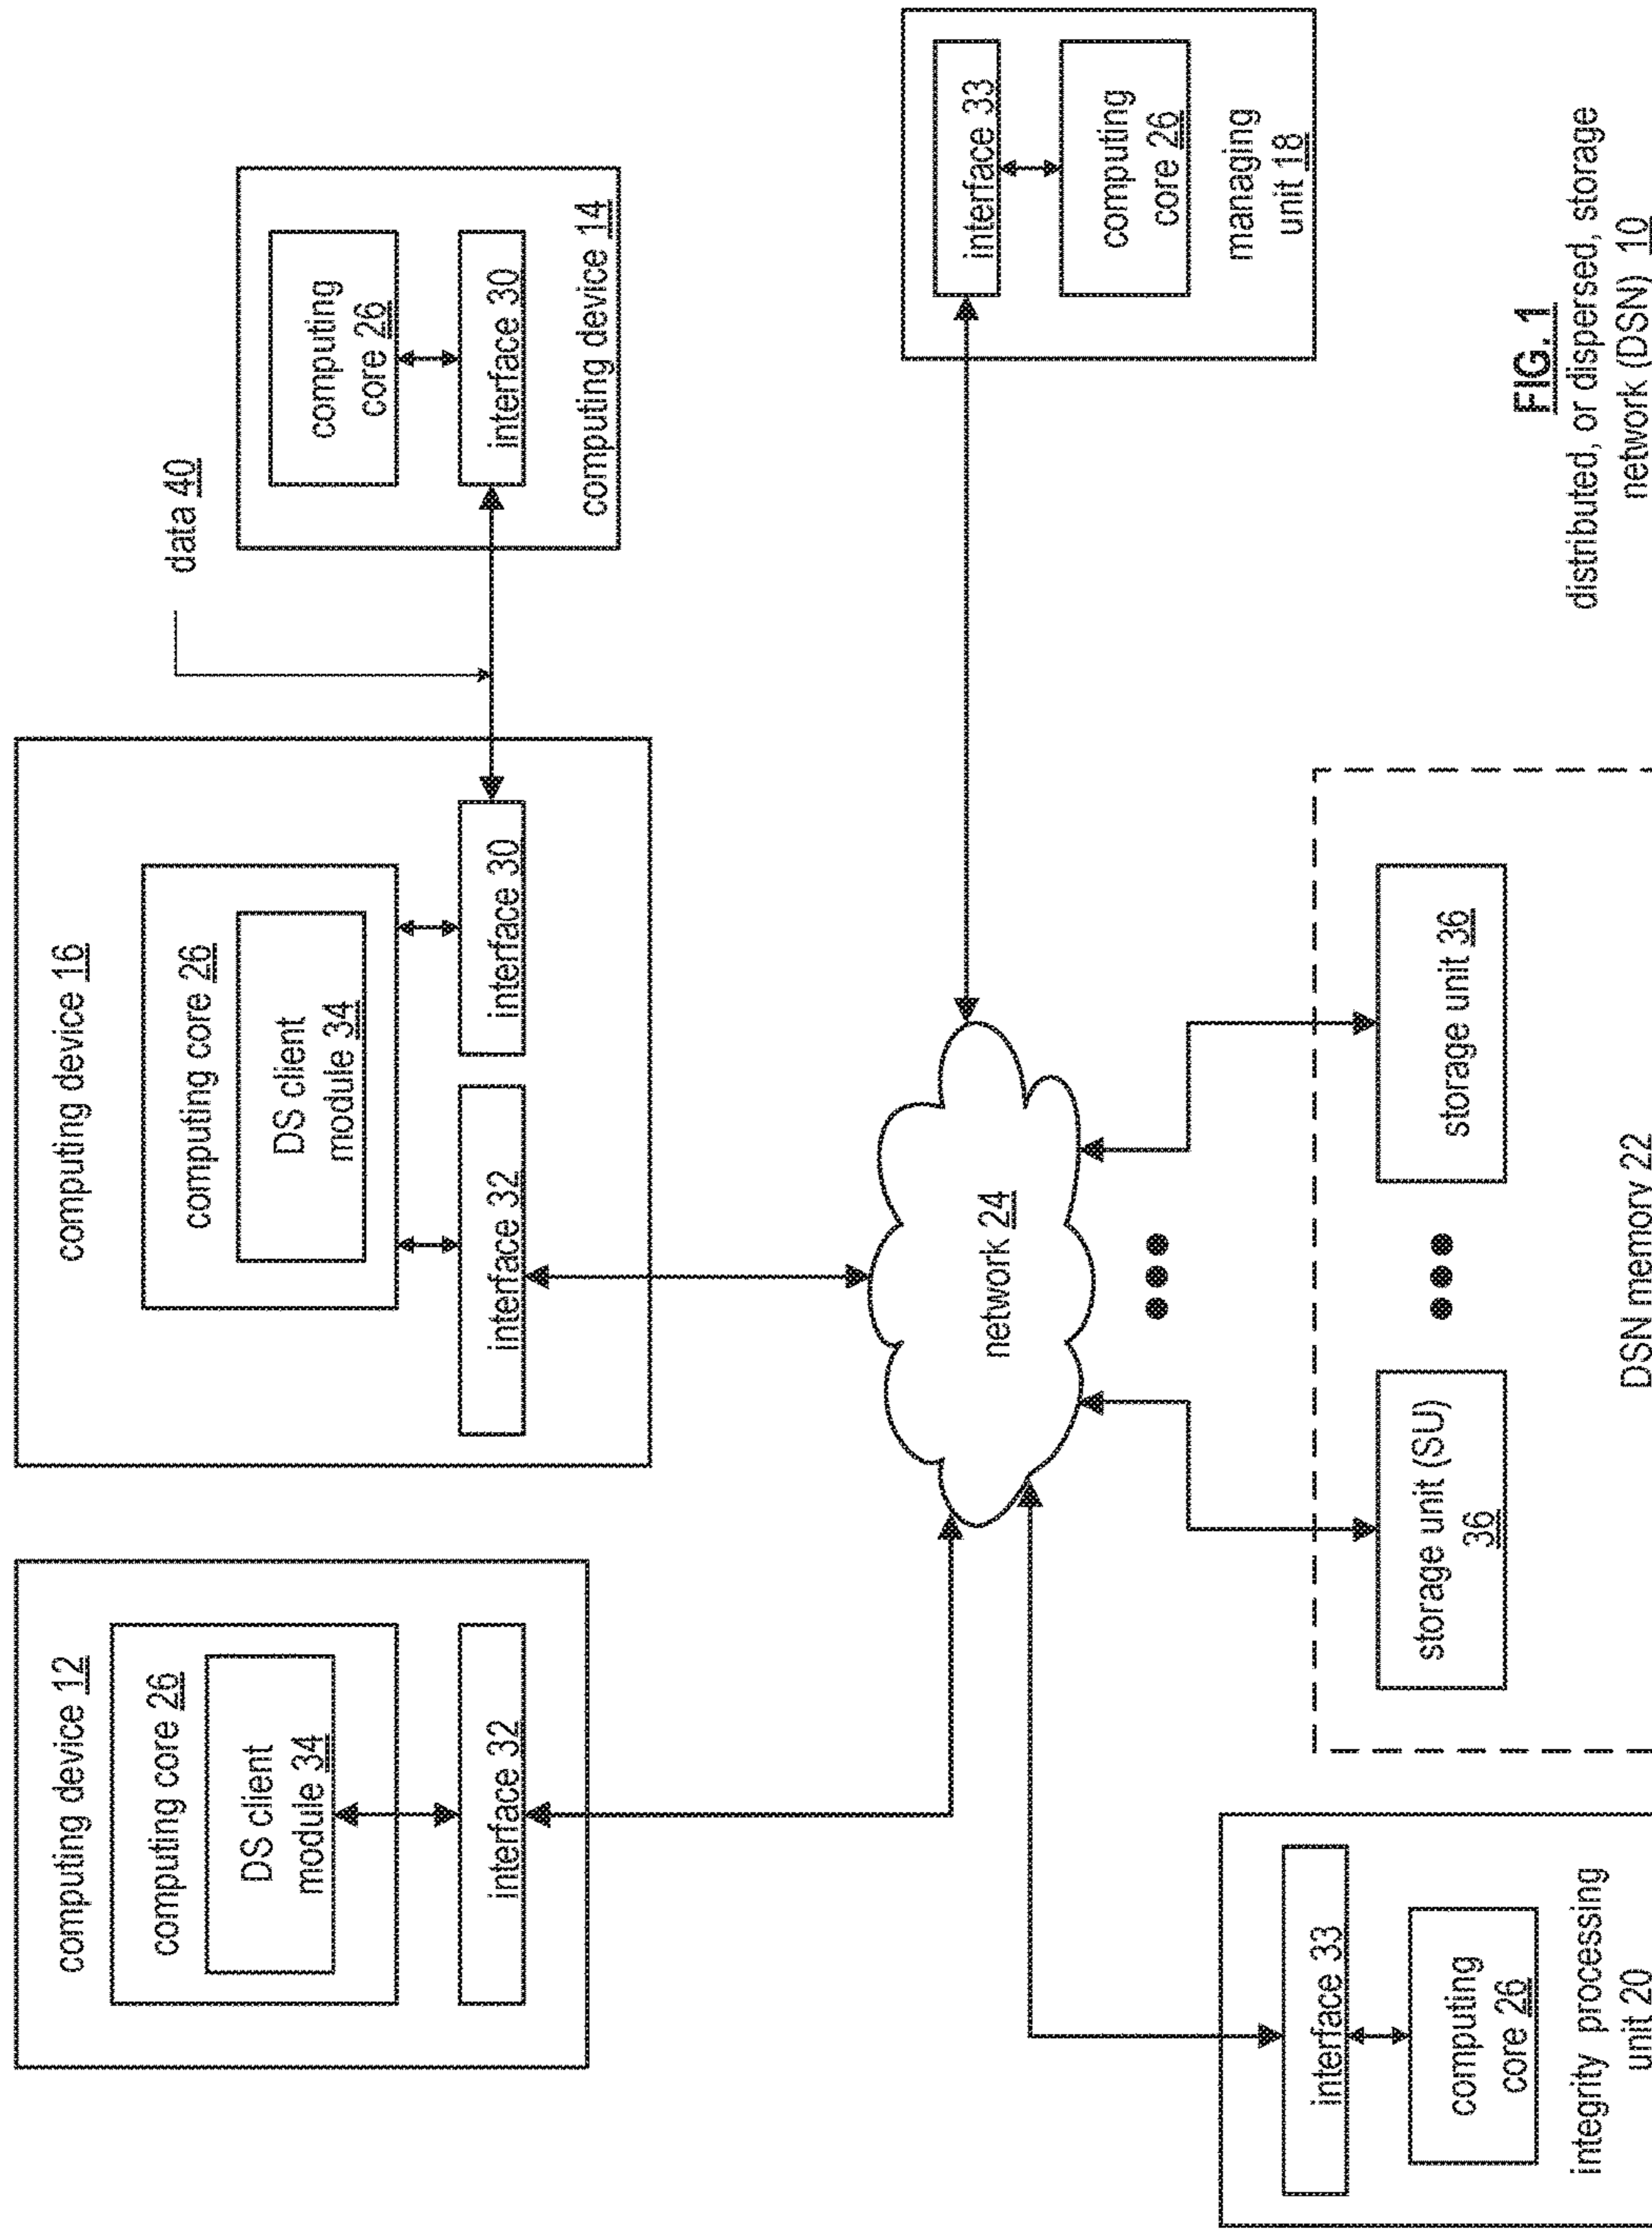 computing device 12
computing core 26
DS client
module 34
interface 32
computing device 16
computing core 26
DS client
module 34
interface 32
interface 30
data 40
computing
core 26
interface 30
computing device 14
network 24
interface 33
computing
core 26
managing
unit 18
interface 33
computing
core 26
integrity processing
unit 20
storage unit (SU)
36
storage unit 36
DSN memory 22
FIG. 1
distributed, or dispersed, storage
network (DSN) 10